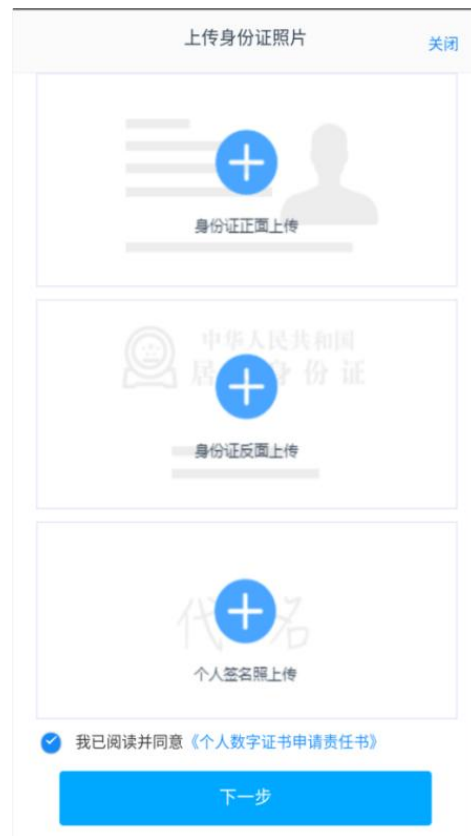 上传身份证照片
关闭
身份证正面上传
中华人民共和国
居 身 份 证
身份证反面上传
代 名
个人签名照上传
我已阅读并同意《个人数字证书申请责任书》
下一步